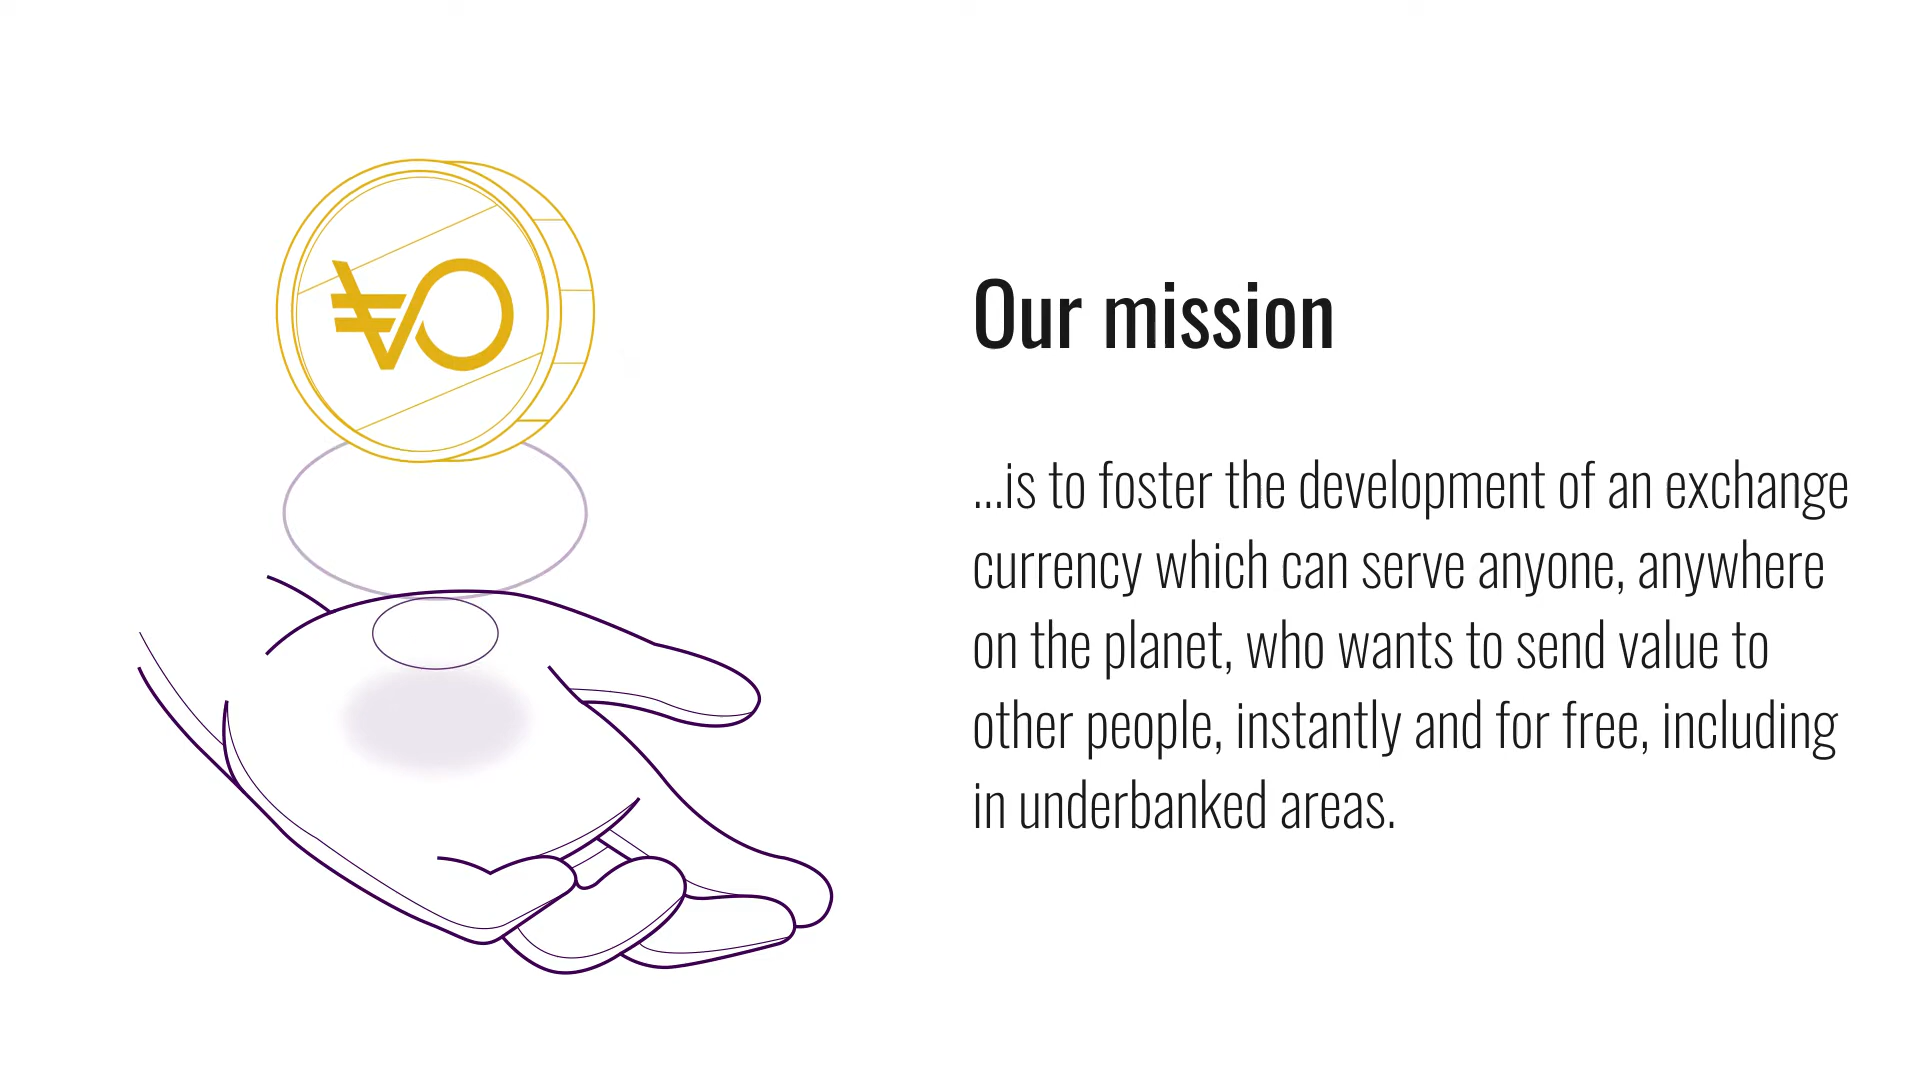 Our mission
...is to foster the development of an exchange
currency which can serve anyone, anywhere
on the planet, who wants to send value to
other people, instantly and for free, including
in underbanked areas.